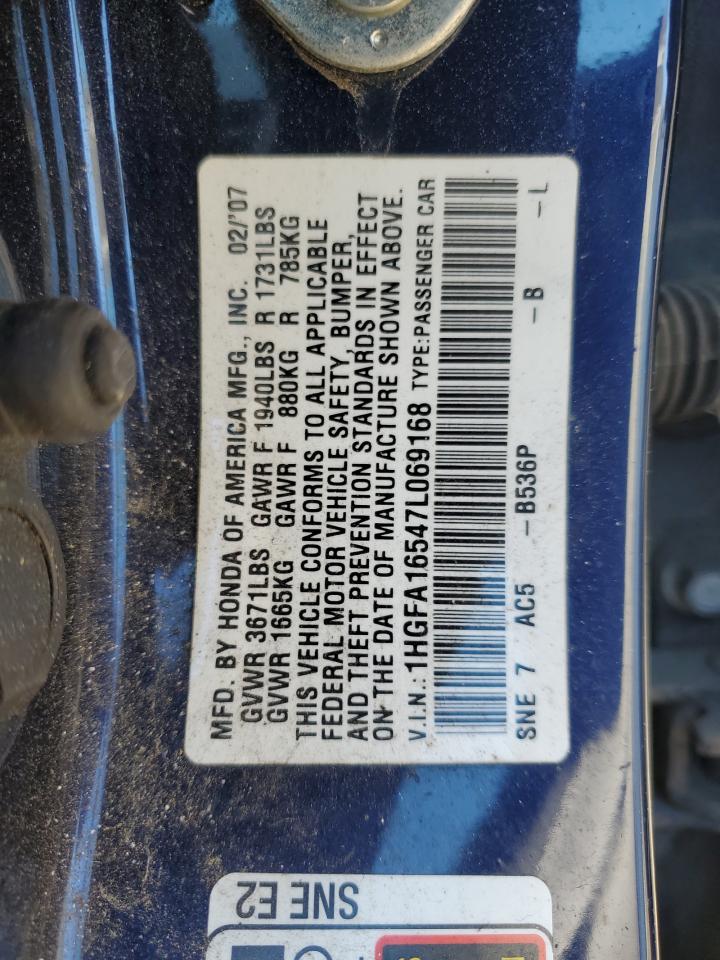 MFD. BY HONDA OF AMERICA MFG., INC. 02/'07
GVWR 3671LBS GAWR F 1940LBS R 1731LBS
GVWR 1665KG GAWR F 880KG R 785KG
THIS VEHICLE CONFORMS TO ALL APPLICABLE
FEDERAL MOTOR VEHICLE SAFETY, BUMPER,
AND THEFT PREVENTION STANDARDS IN EFFECT
ON THE DATE OF MANUFACTURE SHOWN ABOVE.
V.I.N.: 1HGFA16547L069168 TYPE:PASSENGER CAR
SNE 7 AC5 -B536P -B -L
SNE E2